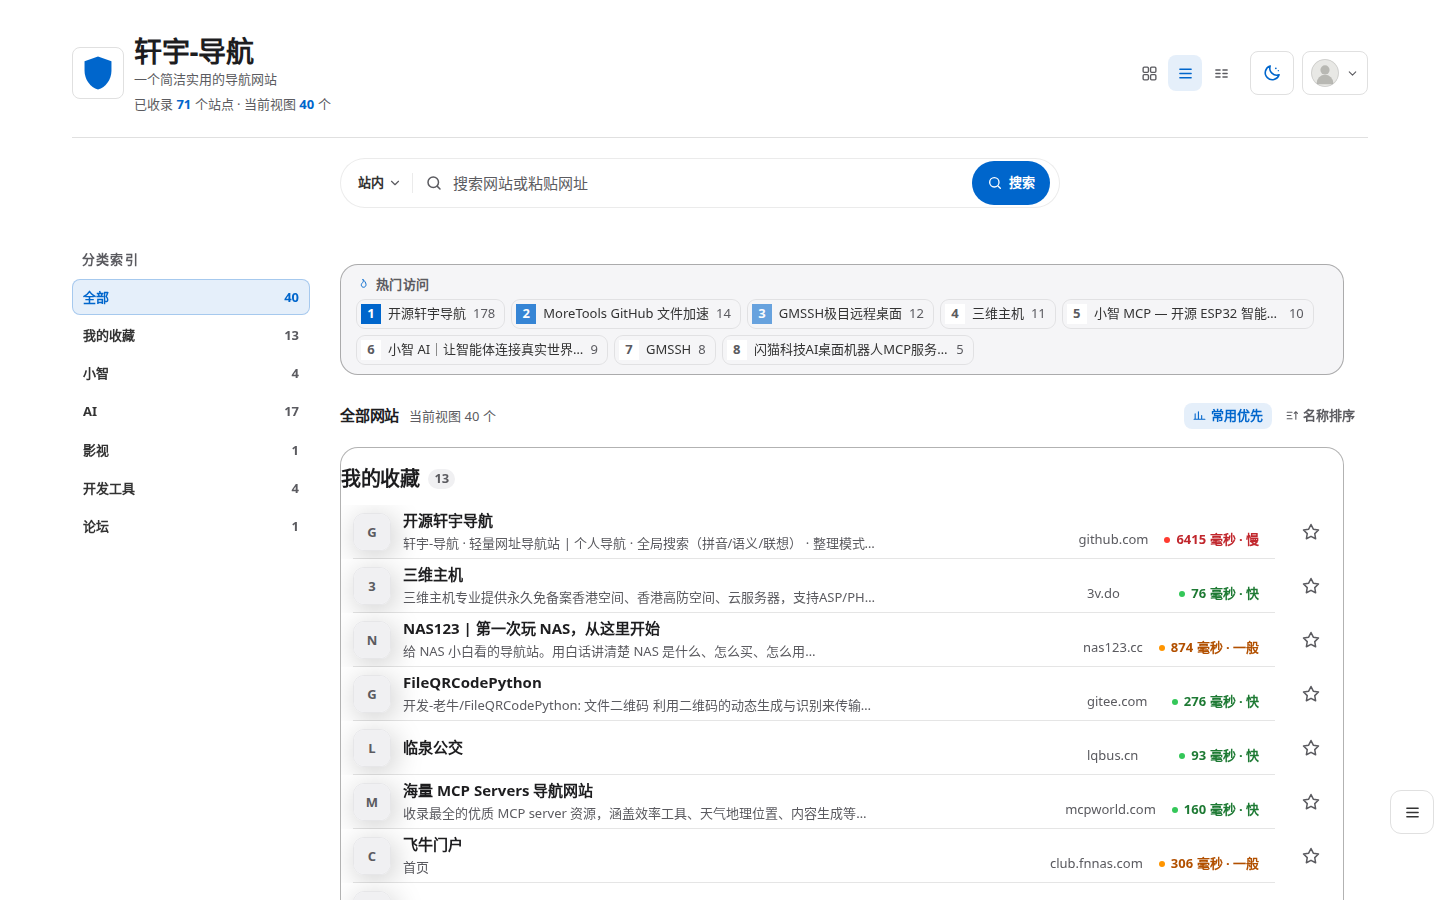 轩宇-导航
一个简洁实用的导航网站
已收录 71 个站点 · 当前视图 40 个
站内
搜索网站或粘贴网址
搜索
分类索引
全部 40
我的收藏 13
小智 4
AI 17
影视 1
开发工具 4
论坛 1
热门访问
1 开源轩宇导航 178
2 MoreTools GitHub 文件加速 14
3 GMSSH极目远程桌面 12
4 三维主机 11
5 小智 MCP — 开源 ESP32 智能... 10
6 小智 AI｜让智能体连接真实世界... 9
7 GMSSH 8
8 闪猫科技AI桌面机器人MCP服务... 5
全部网站 当前视图 40 个
常用优先
名称排序
我的收藏 13
G
开源轩宇导航
轩宇-导航 · 轻量网址导航站 | 个人导航 · 全局搜索（拼音/语义/联想） · 整理模式...
github.com
6415 毫秒 · 慢
3
三维主机
三维主机专业提供永久免备案香港空间、香港高防空间、云服务器，支持ASP/PH...
3v.do
76 毫秒 · 快
N
NAS123 | 第一次玩 NAS，从这里开始
给 NAS 小白看的导航站。用白话讲清楚 NAS 是什么、怎么买、怎么用...
nas123.cc
874 毫秒 · 一般
G
FileQRCodePython
开发-老牛/FileQRCodePython: 文件二维码 利用二维码的动态生成与识别来传输...
gitee.com
276 毫秒 · 快
L
临泉公交
lqbus.cn
93 毫秒 · 快
M
海量 MCP Servers 导航网站
收录最全的优质 MCP server 资源，涵盖效率工具、天气地理位置、内容生成等...
mcpworld.com
160 毫秒 · 快
C
飞牛门户
首页
club.fnnas.com
306 毫秒 · 一般